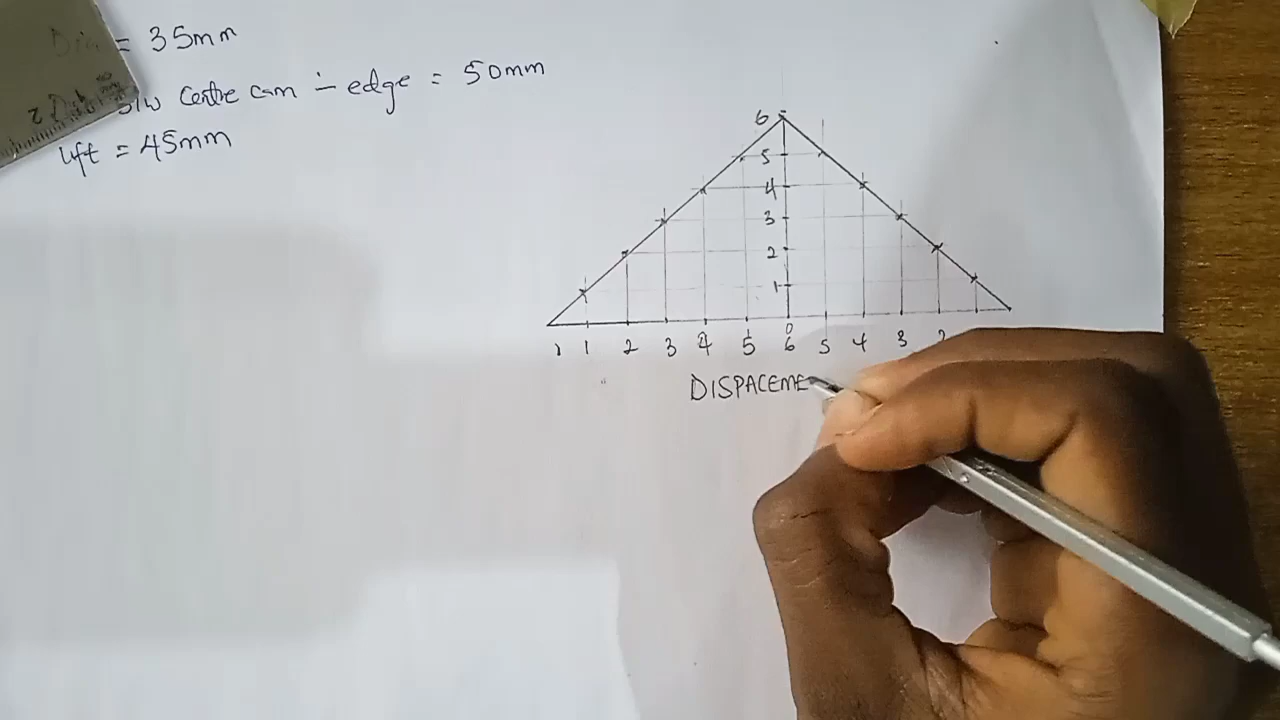 = 35mm
Centre cam - edge = 50mm
lift = 45mm
6
5
4
3
2
1
0
1 2 3 4 5 6 5 4 3 2
DISPACEME